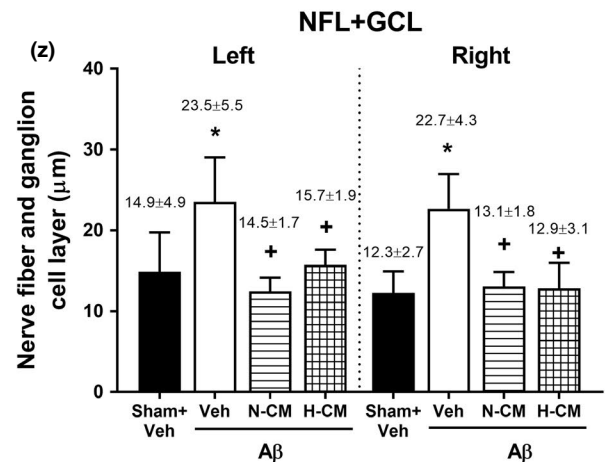 NFL+GCL
(z)
Left
Right
Nerve fiber and ganglion
cell layer (μm)
40
30
20
10
0
14.9±4.9
23.5±5.5
*
14.5±1.7
+
15.7±1.9
+
12.3±2.7
22.7±4.3
*
13.1±1.8
+
12.9±3.1
+
Sham+
Veh
Veh
N-CM
H-CM
Sham+
Veh
Veh
N-CM
H-CM
Aβ
Aβ